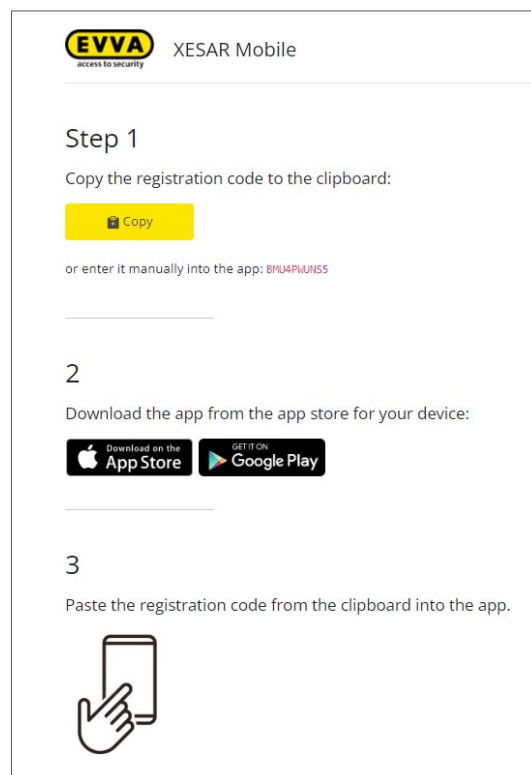 EVVA
access to security
XESAR Mobile
Step 1
Copy the registration code to the clipboard:
Copy
or enter it manually into the app: BMU4PWUNS5
2
Download the app from the app store for your device:
Download on the
App Store
GET IT ON
Google Play
3
Paste the registration code from the clipboard into the app.